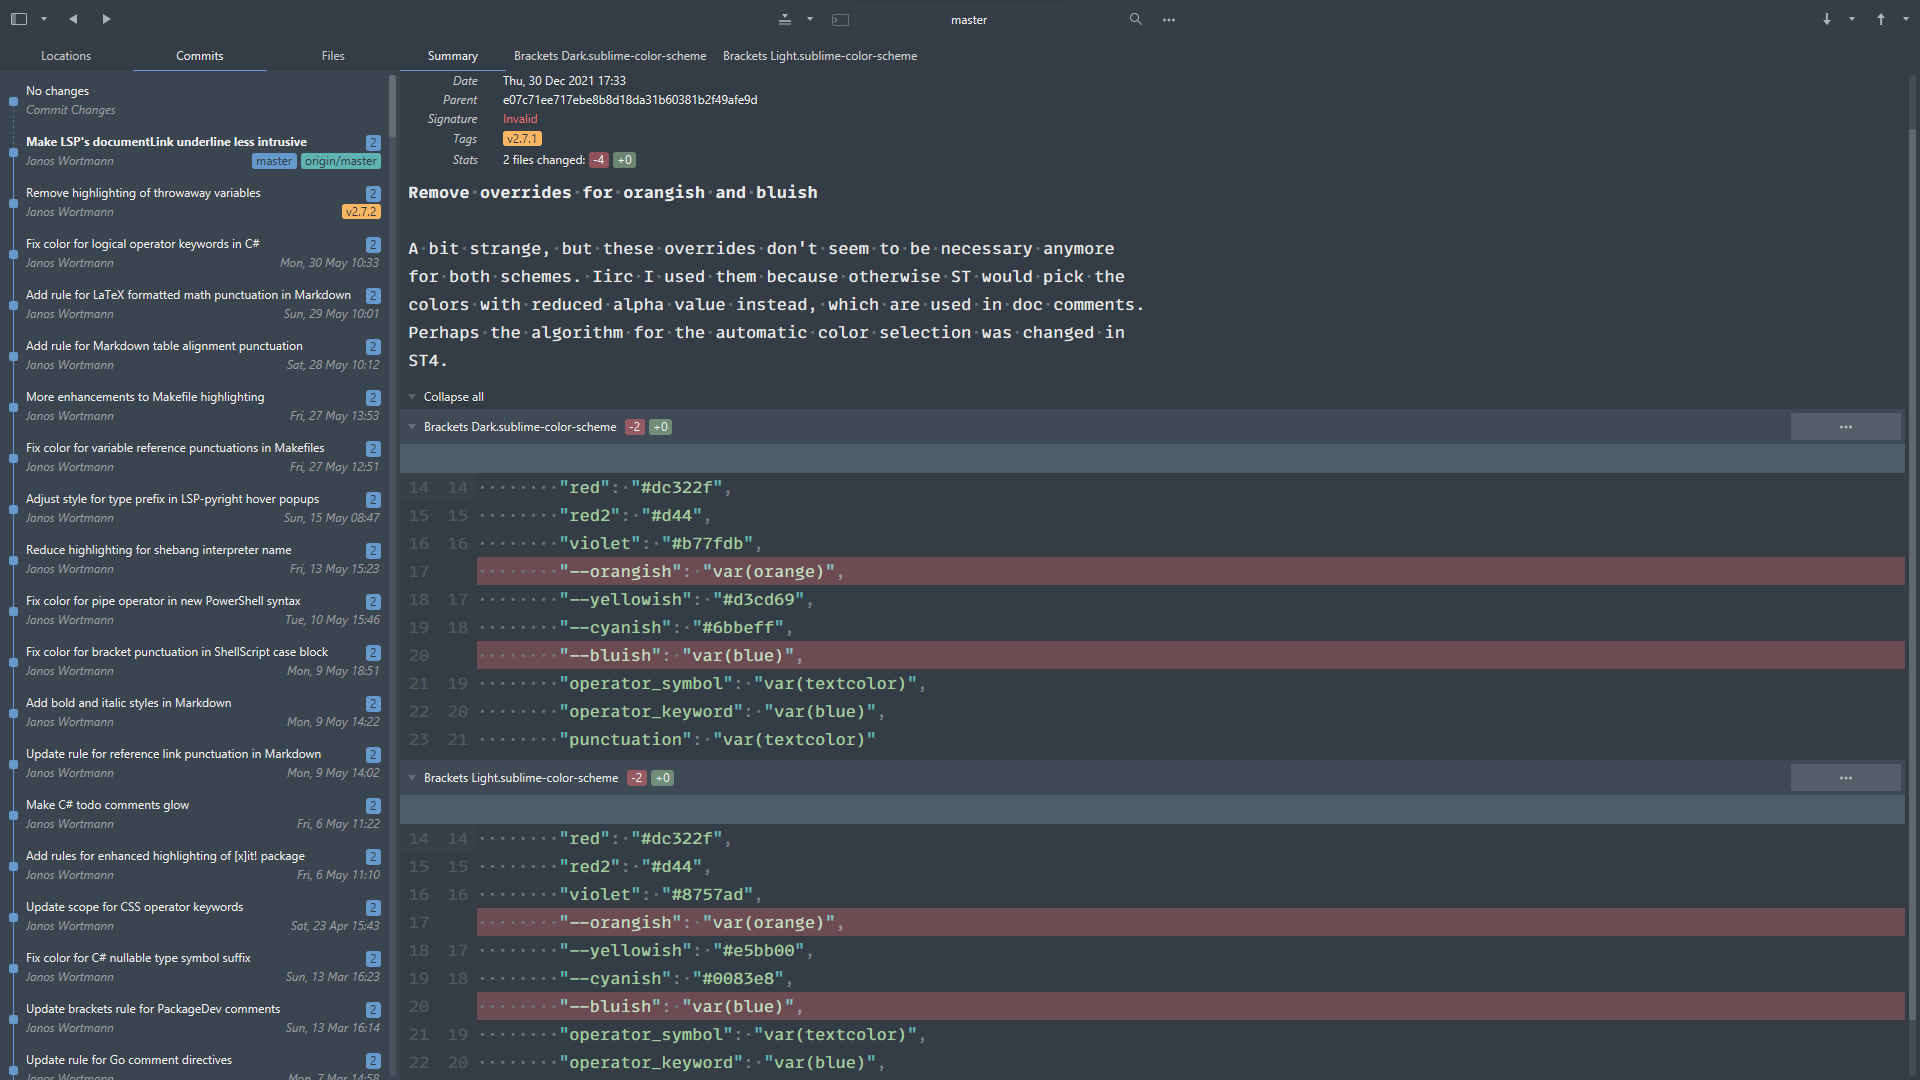 master
Locations
Commits
Files
Summary
Brackets Dark.sublime-color-scheme
Brackets Light.sublime-color-scheme
No changes
Commit Changes
Make LSP's documentLink underline less intrusive 2
Janos Wortmann master origin/master
Remove highlighting of throwaway variables 2
Janos Wortmann v2.7.2
Fix color for logical operator keywords in C# 2
Janos Wortmann Mon, 30 May 10:33
Add rule for LaTeX formatted math punctuation in Markdown 2
Janos Wortmann Sun, 29 May 10:01
Add rule for Markdown table alignment punctuation 2
Janos Wortmann Sat, 28 May 10:12
More enhancements to Makefile highlighting 2
Janos Wortmann Fri, 27 May 13:53
Fix color for variable reference punctuations in Makefiles 2
Janos Wortmann Fri, 27 May 12:51
Adjust style for type prefix in LSP-pyright hover popups 2
Janos Wortmann Sun, 15 May 08:47
Reduce highlighting for shebang interpreter name 2
Janos Wortmann Fri, 13 May 15:23
Fix color for pipe operator in new PowerShell syntax 2
Janos Wortmann Tue, 10 May 15:46
Fix color for bracket punctuation in ShellScript case block 2
Janos Wortmann Mon, 9 May 18:51
Add bold and italic styles in Markdown 2
Janos Wortmann Mon, 9 May 14:22
Update rule for reference link punctuation in Markdown 2
Janos Wortmann Mon, 9 May 14:02
Make C# todo comments glow 2
Janos Wortmann Fri, 6 May 11:22
Add rules for enhanced highlighting of [x]it! package 2
Janos Wortmann Fri, 6 May 11:10
Update scope for CSS operator keywords 2
Janos Wortmann Sat, 23 Apr 15:43
Fix color for C# nullable type symbol suffix 2
Janos Wortmann Sun, 13 Mar 16:23
Update brackets rule for PackageDev comments 2
Janos Wortmann Sun, 13 Mar 16:14
Update rule for Go comment directives 2
Janos Wortmann Mon, 7 Mar 14:58
Date Thu, 30 Dec 2021 17:33
Parent e07c71ee717ebe8b8d18da31b60381b2f49afe9d
Signature Invalid
Tags v2.7.1
Stats 2 files changed: -4 +0
Remove·overrides·for·orangish·and·bluish
A·bit·strange,·but·these·overrides·don't·seem·to·be·necessary·anymore
for·both·schemes.·Iirc·I·used·them·because·otherwise·ST·would·pick·the
colors·with·reduced·alpha·value·instead,·which·are·used·in·doc·comments.
Perhaps·the·algorithm·for·the·automatic·color·selection·was·changed·in
ST4.
Collapse all
Brackets Dark.sublime-color-scheme -2 +0
14 14 ········"red":·"#dc322f",
15 15 ········"red2":·"#d44",
16 16 ········"violet":·"#b77fdb",
17 ········"--orangish":·"var(orange)",
18 17 ········"--yellowish":·"#d3cd69",
19 18 ········"--cyanish":·"#6bbeff",
20 ········"--bluish":·"var(blue)",
21 19 ········"operator_symbol":·"var(textcolor)",
22 20 ········"operator_keyword":·"var(blue)",
23 21 ········"punctuation":·"var(textcolor)"
Brackets Light.sublime-color-scheme -2 +0
14 14 ········"red":·"#dc322f",
15 15 ········"red2":·"#d44",
16 16 ········"violet":·"#8757ad",
17 ········"--orangish":·"var(orange)",
18 17 ········"--yellowish":·"#e5bb00",
19 18 ········"--cyanish":·"#0083e8",
20 ········"--bluish":·"var(blue)",
21 19 ········"operator_symbol":·"var(textcolor)",
22 20 ········"operator_keyword":·"var(blue)",